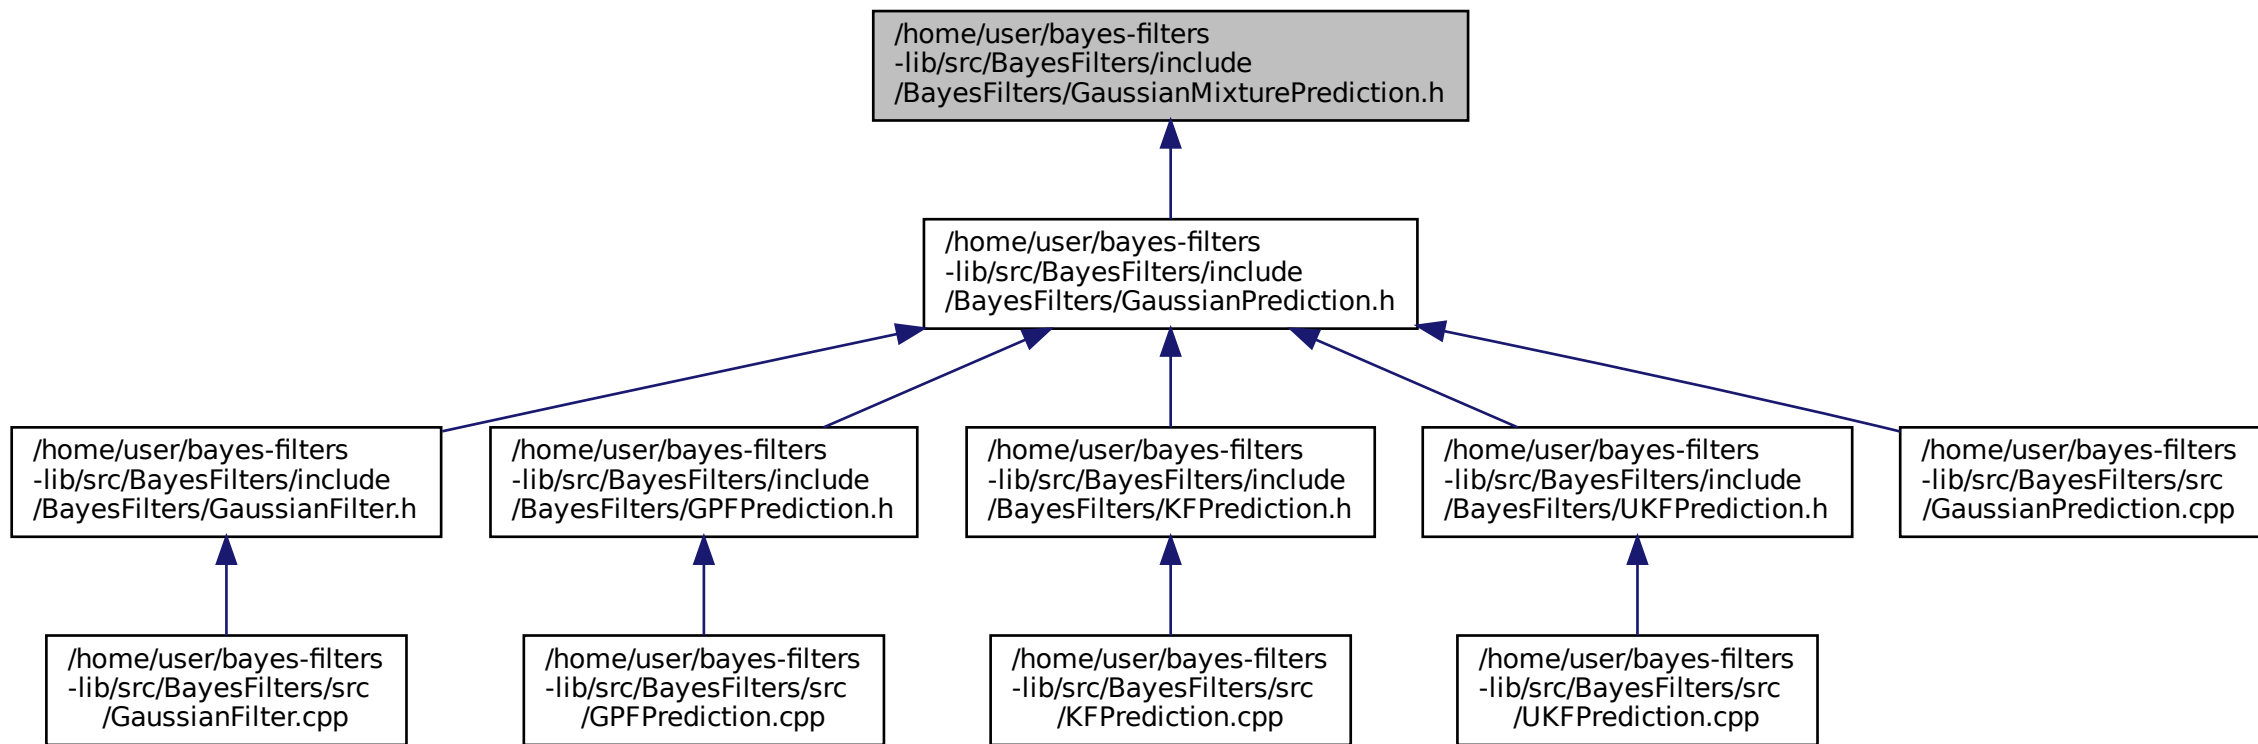 /home/user/bayes-filters
-lib/src/BayesFilters/include
/BayesFilters/GaussianMixturePrediction.h
/home/user/bayes-filters
-lib/src/BayesFilters/include
/BayesFilters/GaussianPrediction.h
/home/user/bayes-filters
-lib/src/BayesFilters/include
/BayesFilters/GaussianFilter.h
/home/user/bayes-filters
-lib/src/BayesFilters/include
/BayesFilters/GPFPrediction.h
/home/user/bayes-filters
-lib/src/BayesFilters/include
/BayesFilters/KFPrediction.h
/home/user/bayes-filters
-lib/src/BayesFilters/include
/BayesFilters/UKFPrediction.h
/home/user/bayes-filters
-lib/src/BayesFilters/src
/GaussianPrediction.cpp
/home/user/bayes-filters
-lib/src/BayesFilters/src
/GaussianFilter.cpp
/home/user/bayes-filters
-lib/src/BayesFilters/src
/GPFPrediction.cpp
/home/user/bayes-filters
-lib/src/BayesFilters/src
/KFPrediction.cpp
/home/user/bayes-filters
-lib/src/BayesFilters/src
/UKFPrediction.cpp